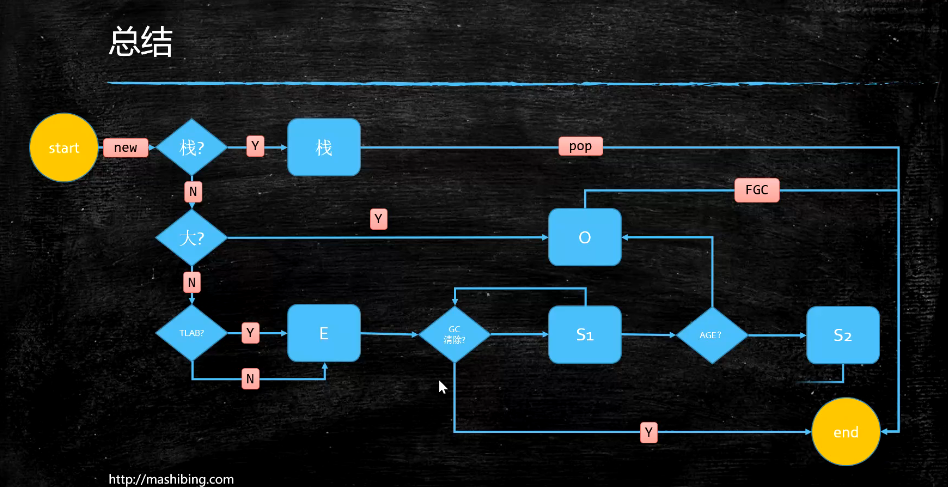 总结
start
new
栈?
Y
栈
pop
N
FGC
大?
Y
O
N
TLAB?
Y
E
GC
清除?
S1
AGE?
S2
N
Y
end
http://mashibing.com